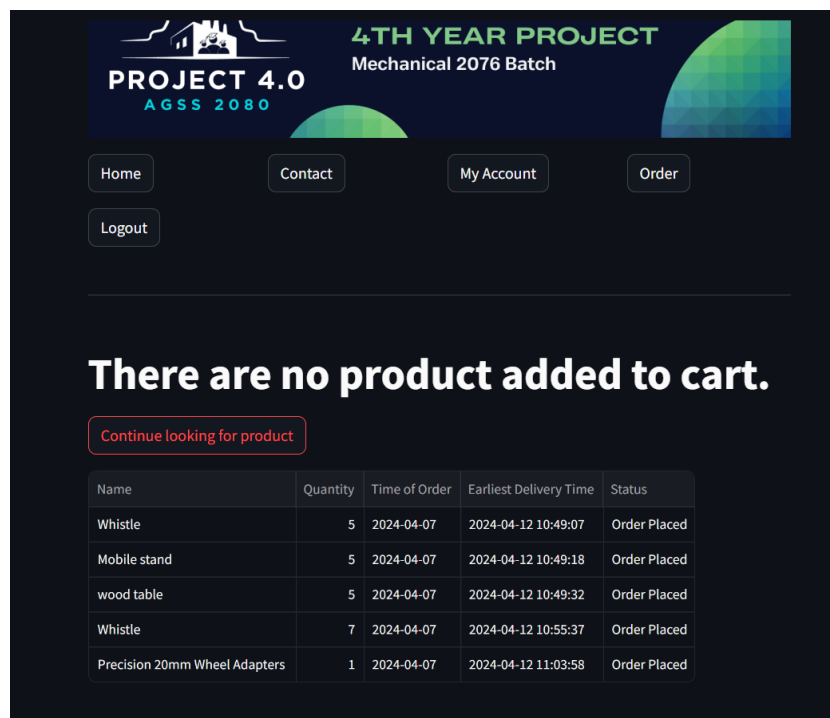 PROJECT 4.0
AGSS 2080
4TH YEAR PROJECT
Mechanical 2076 Batch
Home Contact My Account Order
Logout
There are no product added to cart.
Continue looking for product
Name Quantity Time of Order Earliest Delivery Time Status
Whistle 5 2024-04-07 2024-04-12 10:49:07 Order Placed
Mobile stand 5 2024-04-07 2024-04-12 10:49:18 Order Placed
wood table 5 2024-04-07 2024-04-12 10:49:32 Order Placed
Whistle 7 2024-04-07 2024-04-12 10:55:37 Order Placed
Precision 20mm Wheel Adapters 1 2024-04-07 2024-04-12 11:03:58 Order Placed